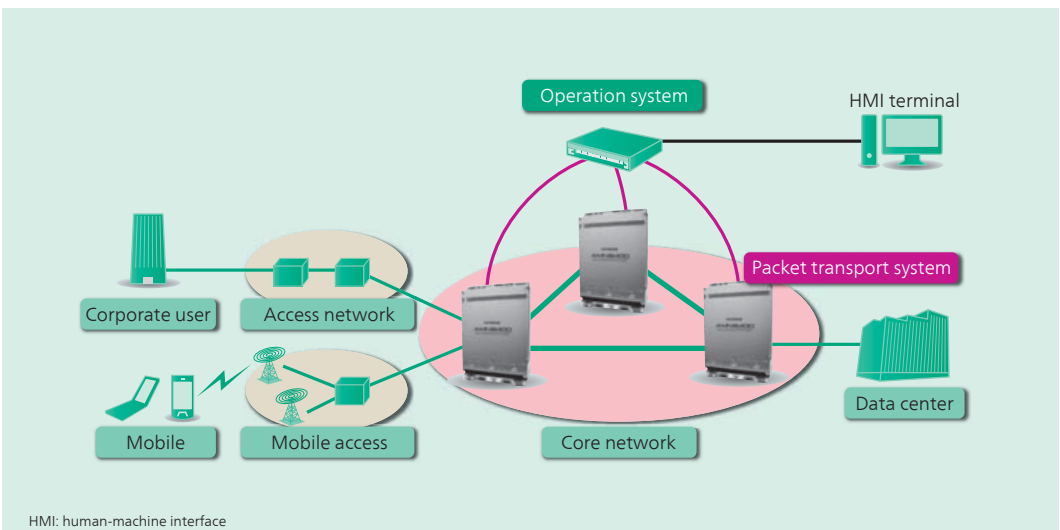 Operation system
HMI terminal
Packet transport system
Corporate user
Access network
Data center
Mobile
Mobile access
Core network
HMI: human-machine interface